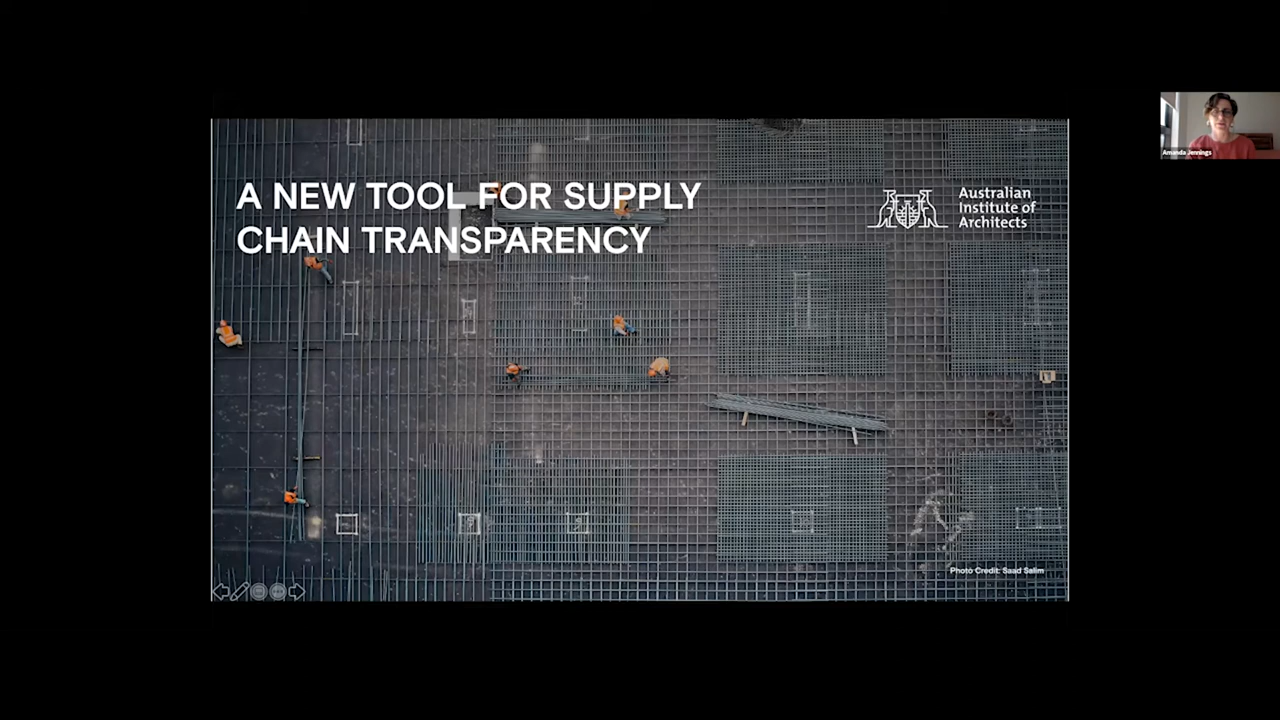 A NEW TOOL FOR SUPPLY
CHAIN TRANSPARENCY
Australian
Institute of
Architects
Amanda Jennings
Photo Credit: Saad Salim